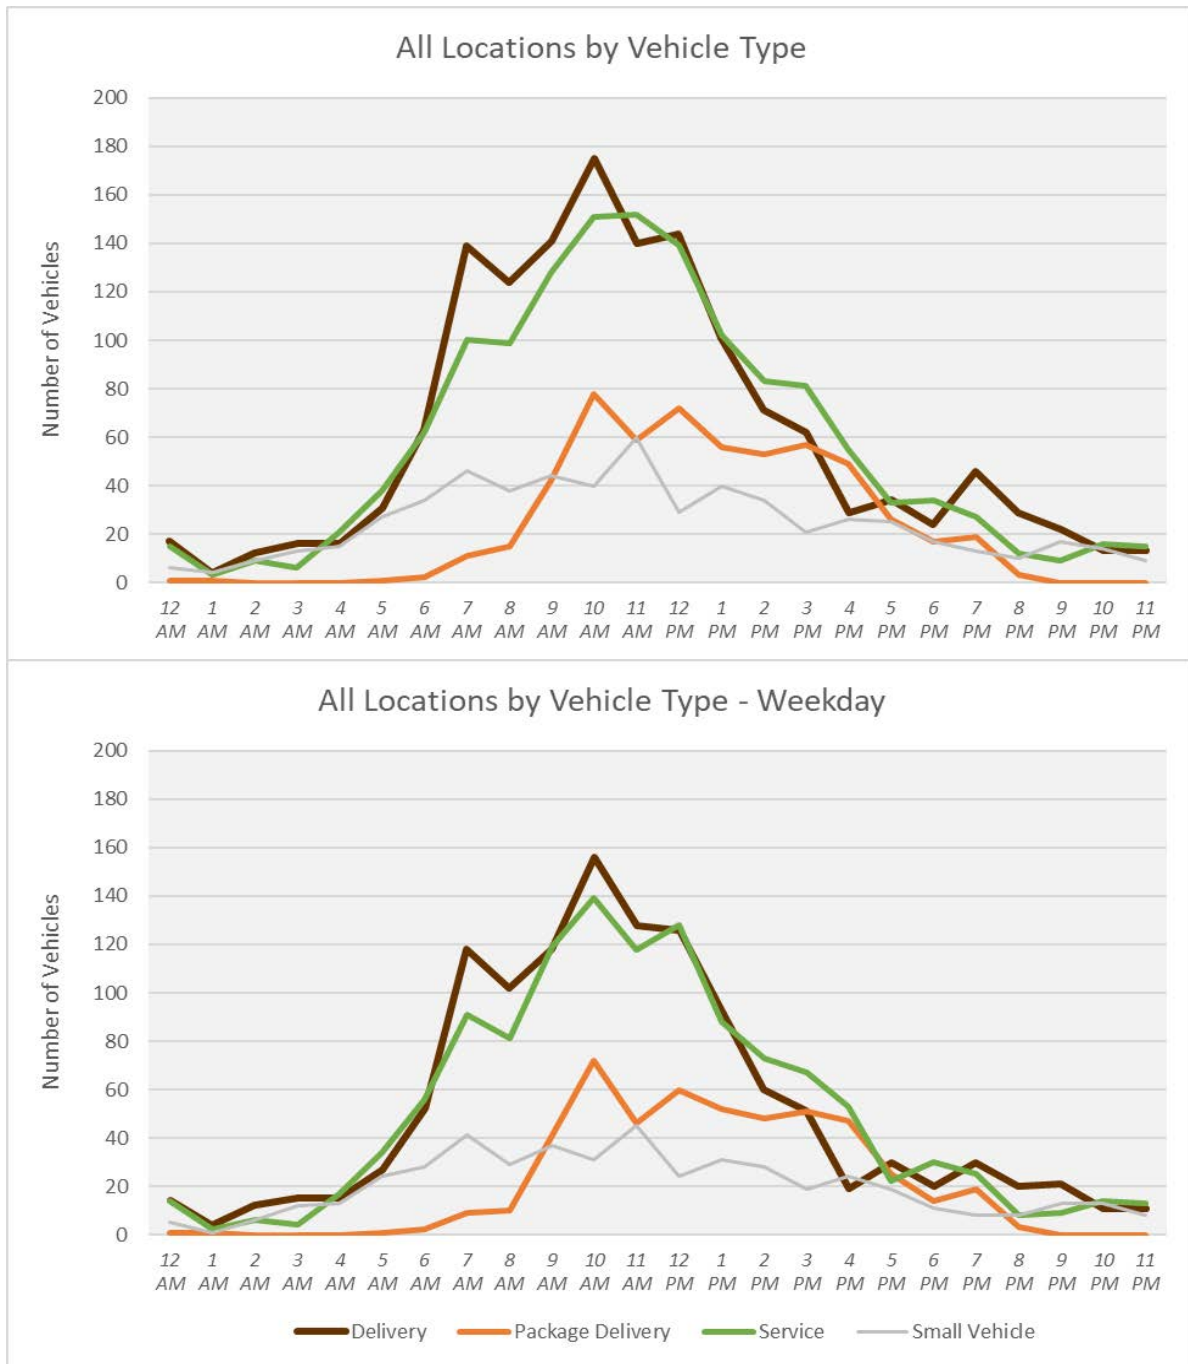 All Locations by Vehicle Type
Number of Vehicles
200
180
160
140
120
100
80
60
40
20
0
12 1 2 3 4 5 6 7 8 9 10 11 12 1 2 3 4 5 6 7 8 9 10 11
AM AM AM AM AM AM AM AM AM AM AM AM PM PM PM PM PM PM PM PM PM PM PM PM
All Locations by Vehicle Type - Weekday
Number of Vehicles
200
180
160
140
120
100
80
60
40
20
0
12 1 2 3 4 5 6 7 8 9 10 11 12 1 2 3 4 5 6 7 8 9 10 11
AM AM AM AM AM AM AM AM AM AM AM AM PM PM PM PM PM PM PM PM PM PM PM PM
Delivery Package Delivery Service Small Vehicle